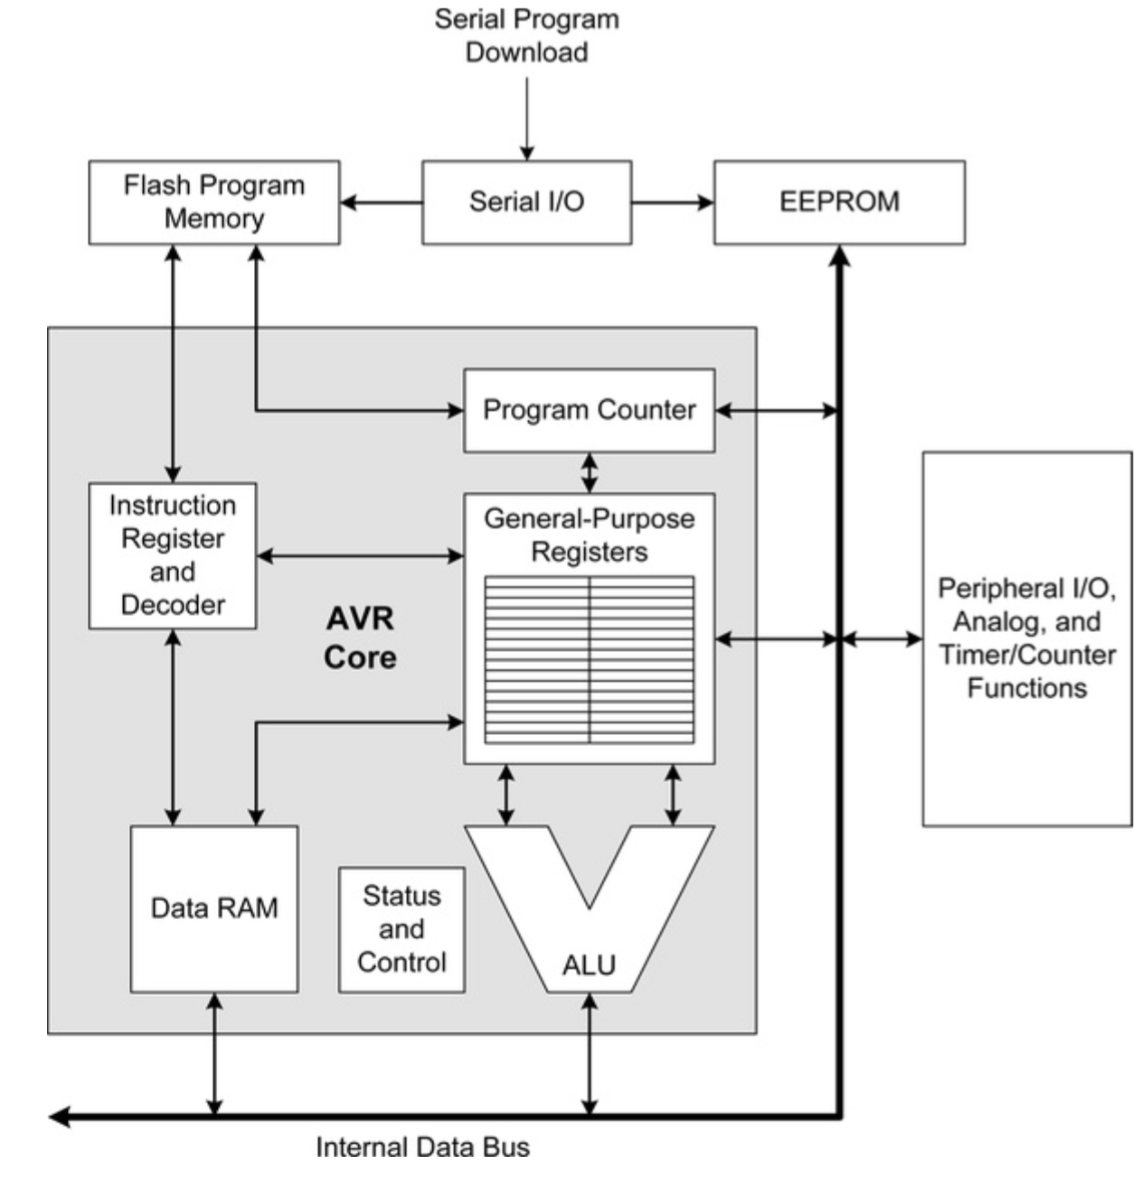 Serial Program
Download
Flash Program
Memory
Serial I/O
EEPROM
Program Counter
Instruction
Register
and
Decoder
General-Purpose
Registers
AVR
Core
Peripheral I/O,
Analog, and
Timer/Counter
Functions
Data RAM
Status
and
Control
ALU
Internal Data Bus